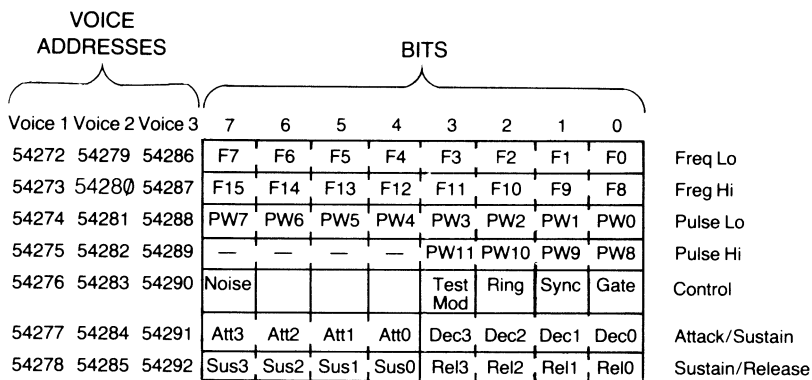 VOICE
ADDRESSES
BITS
Voice 1 Voice 2 Voice 3 7 6 5 4 3 2 1 0
54272 54279 54286 F7 F6 F5 F4 F3 F2 F1 F0 Freq Lo
54273 54280 54287 F15 F14 F13 F12 F11 F10 F9 F8 Freg Hi
54274 54281 54288 PW7 PW6 PW5 PW4 PW3 PW2 PW1 PW0 Pulse Lo
54275 54282 54289 — — — — PW11 PW10 PW9 PW8 Pulse Hi
54276 54283 54290 Noise Test Mod Ring Sync Gate Control
54277 54284 54291 Att3 Att2 Att1 Att0 Dec3 Dec2 Dec1 Dec0 Attack/Sustain
54278 54285 54292 Sus3 Sus2 Sus1 Sus0 Rel3 Rel2 Rel1 Rel0 Sustain/Release